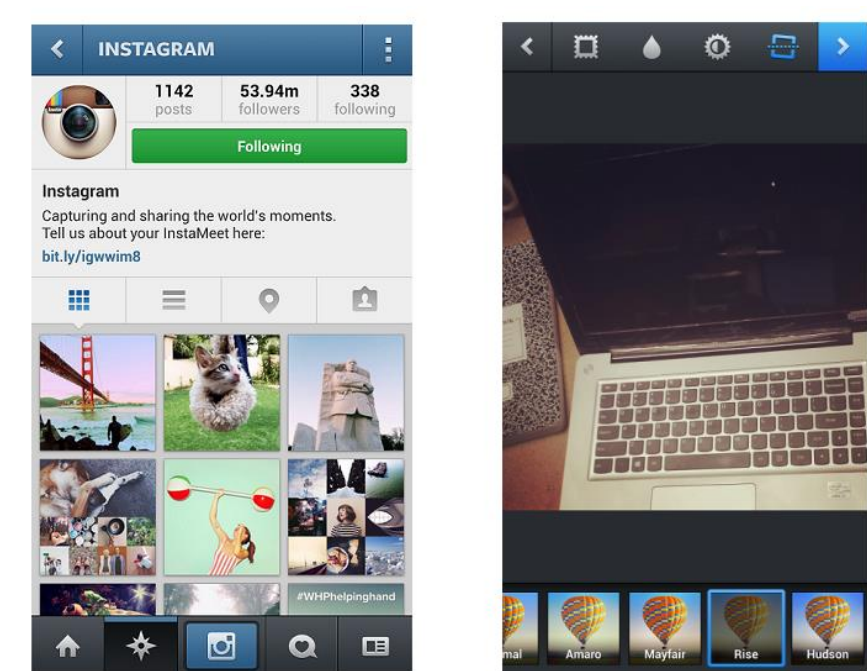 INSTAGRAM
1142 53.94m 338
posts followers following
Following
Instagram
Capturing and sharing the world's moments.
Tell us about your InstaMeet here:
bit.ly/igwwim8
#WHPhelpinghand
mal Amaro Mayfair Rise Hudson